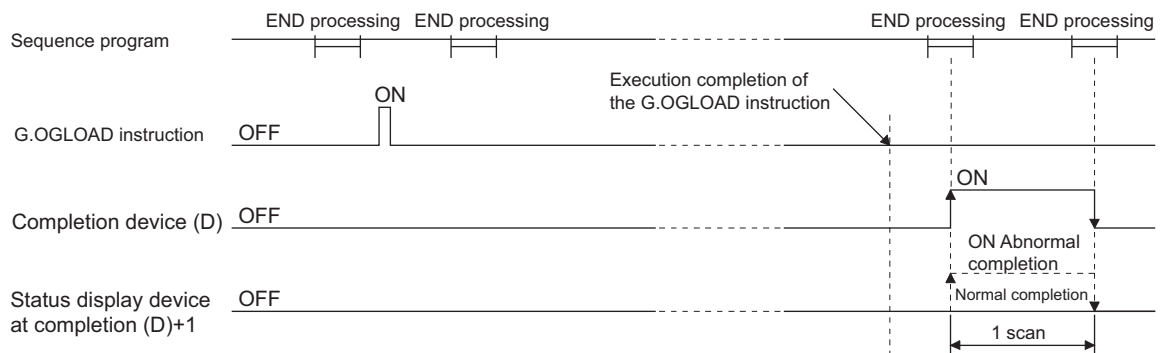 END processing
END processing
END processing
END processing
Sequence program
Execution completion of
the G.OGLOAD instruction
ON
G.OGLOAD instruction
OFF
ON
Completion device (D)
OFF
ON Abnormal
completion
Status display device
at completion (D)+1
OFF
Normal completion
1 scan